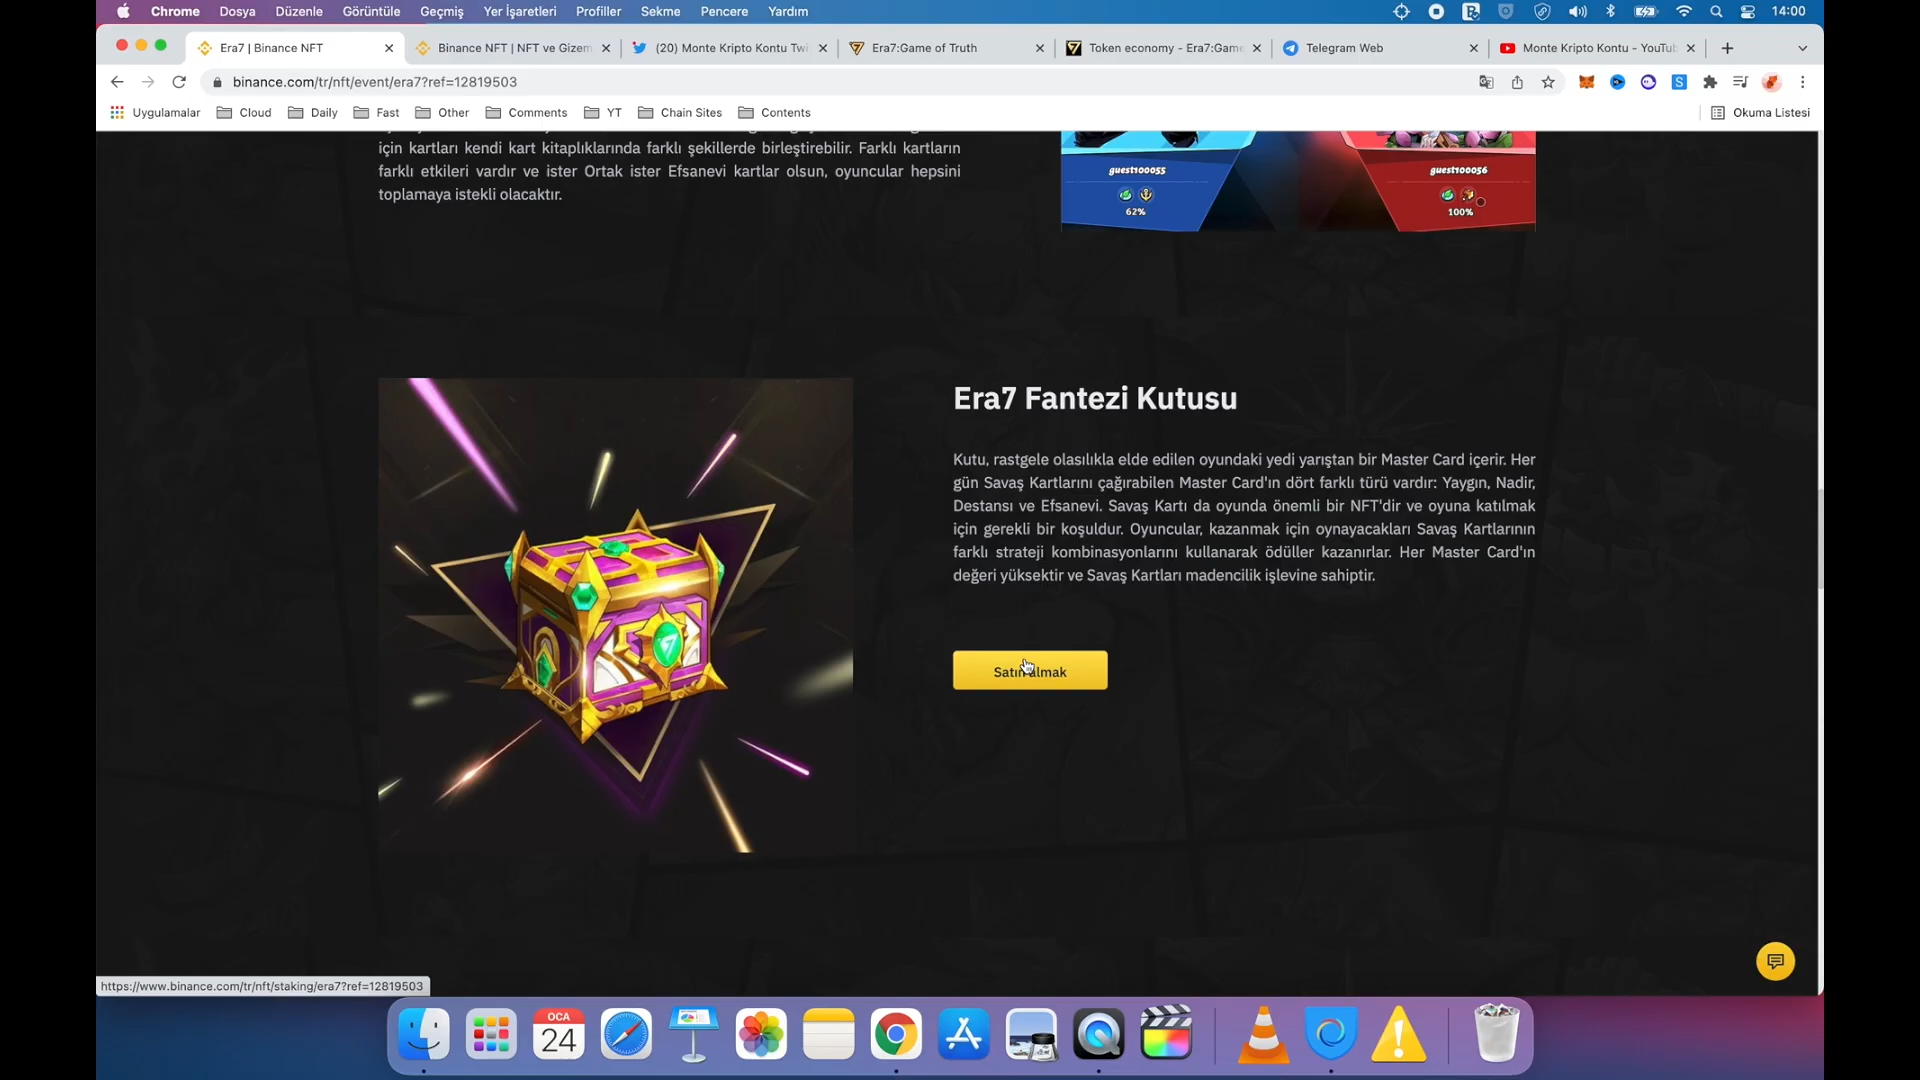 Chrome Dosya Düzenle Görüntüle Geçmiş Yer İşaretleri Profiller Sekme Pencere Yardım 14:00
Era7 | Binance NFT
Binance NFT | NFT ve Gizem
(20) Monte Kripto Kontu Twi
Era7:Game of Truth
Token economy - Era7:Game
Telegram Web
Monte Kripto Kontu - YouTub
binance.com/tr/nft/event/era7?ref=12819503
Uygulamalar Cloud Daily Fast Other Comments YT Chain Sites Contents Okuma Listesi
için kartları kendi kart kitaplıklarında farklı şekillerde birleştirebilir. Farklı kartların
farklı etkileri vardır ve ister Ortak ister Efsanevi kartlar olsun, oyuncular hepsini
toplamaya istekli olacaktır.
guest100055
62%
guest100056
100%
Era7 Fantezi Kutusu
Kutu, rastgele olasılıkla elde edilen oyundaki yedi yarıştan bir Master Card içerir. Her
gün Savaş Kartlarını çağırabilen Master Card'ın dört farklı türü vardır: Yaygın, Nadir,
Destansı ve Efsanevi. Savaş Kartı da oyunda önemli bir NFT'dir ve oyuna katılmak
için gerekli bir koşuldur. Oyuncular, kazanmak için oynayacakları Savaş Kartlarının
farklı strateji kombinasyonlarını kullanarak ödüller kazanırlar. Her Master Card'ın
değeri yüksektir ve Savaş Kartları madencilik işlevine sahiptir.
Satın almak
https://www.binance.com/tr/nft/staking/era7?ref=12819503
OCA
24